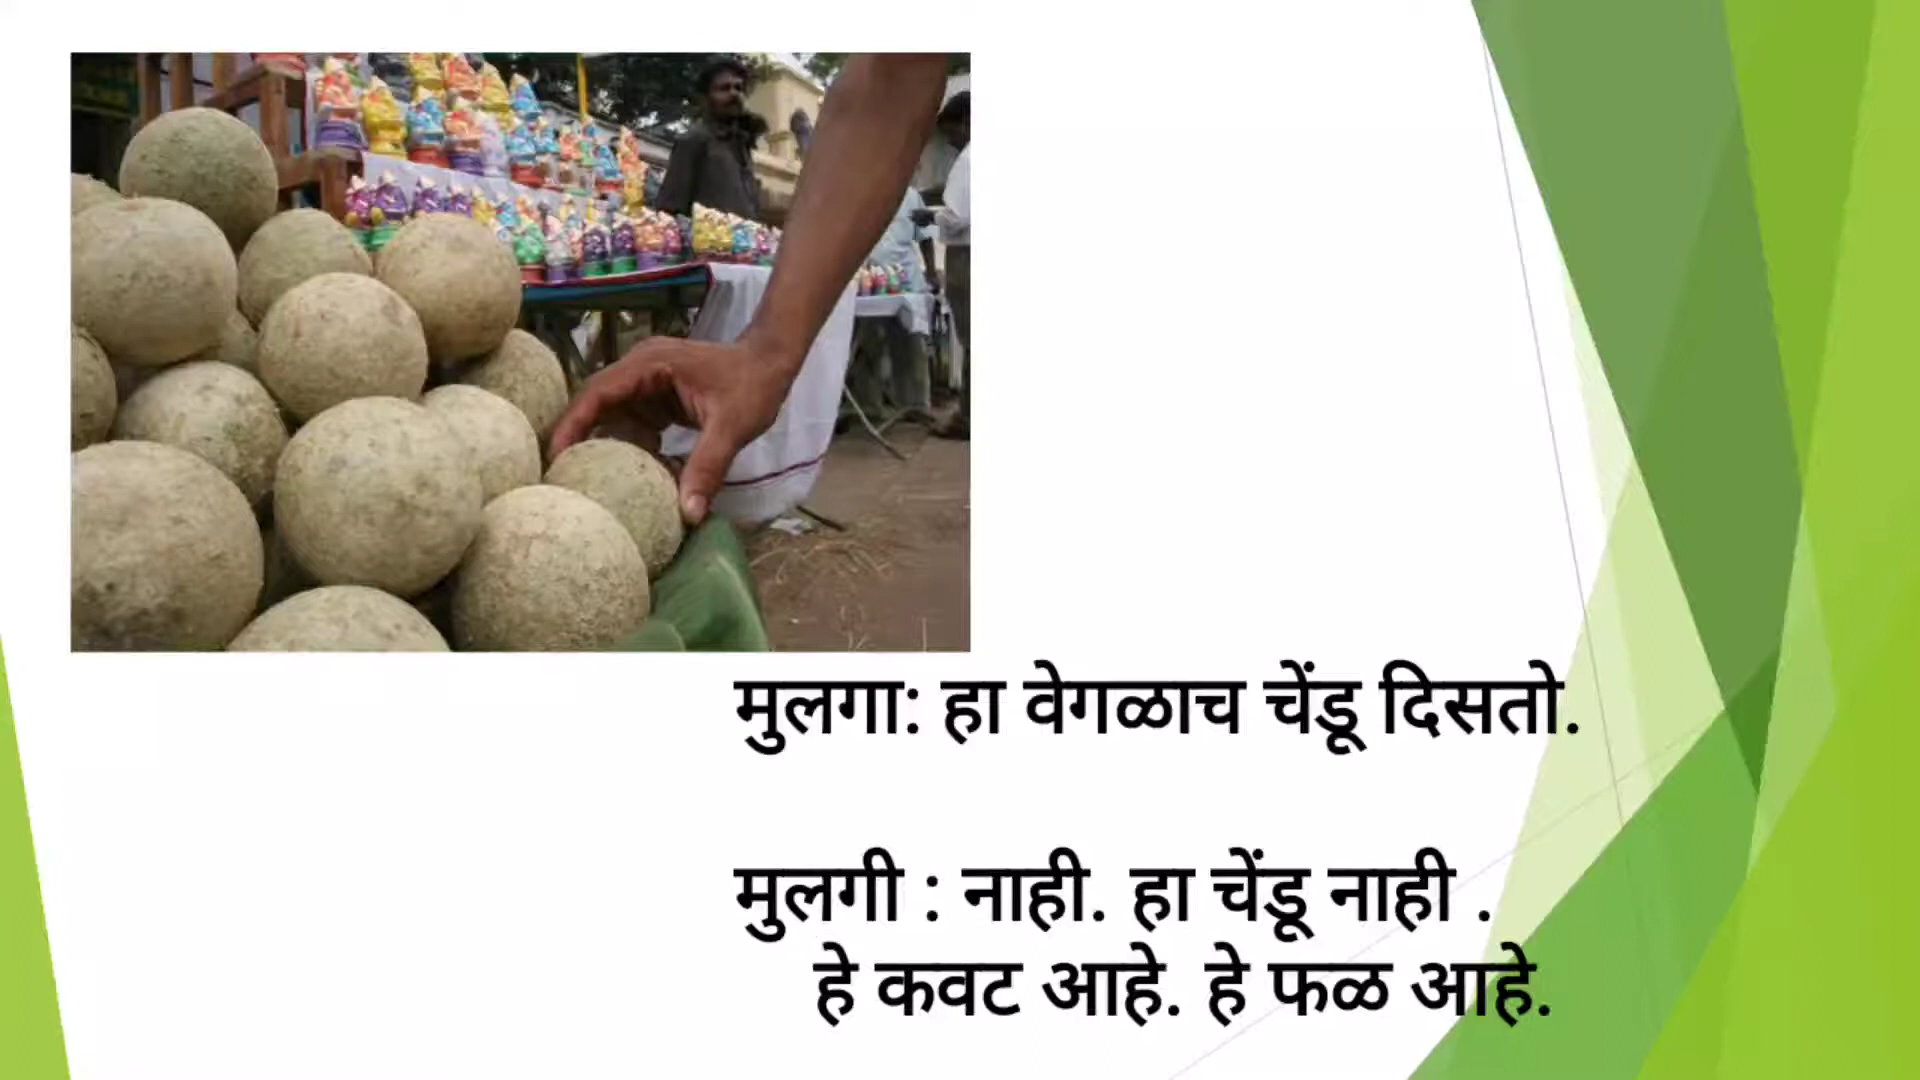 मुलगा: हा वेगळाच चेंडू दिसतो.
मुलगी : नाही. हा चेंडू नाही .
हे कवट आहे. हे फळ आहे.